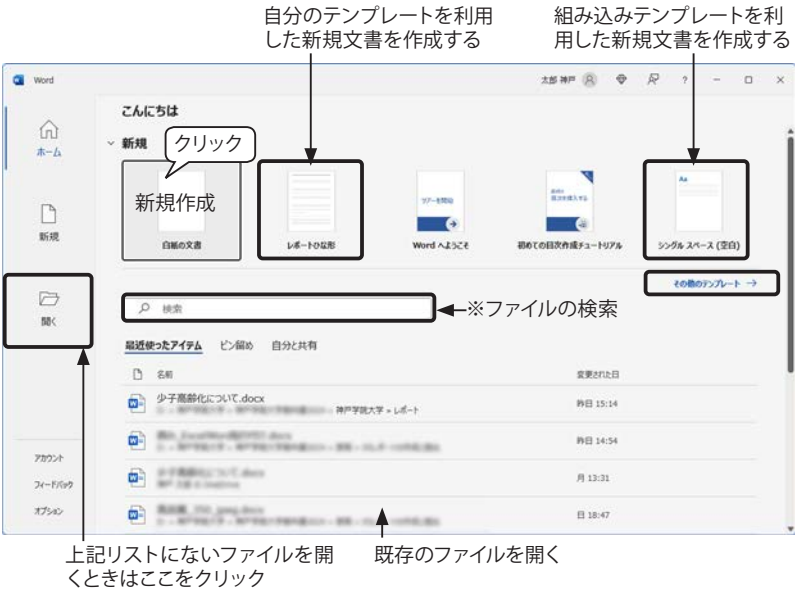 自分のテンプレートを利用
した新規文書を作成する
組み込みテンプレートを利
用した新規文書を作成する
Word
太郎 神戸
?
こんにちは
ホーム
新規
クリック
新規作成
白紙の文書
レポートひな形
ツアーを開始
Word へようこそ
初めての目次作成チュートリアル
Aa
シングル スペース (空白)
新規
その他のテンプレート →
開く
検索
※ファイルの検索
最近使ったアイテム ピン留め 自分と共有
名前 変更された日
少子高齢化について.docx 昨日 15:14
神戸学院大学 » レポート
昨日 14:54
月 13:31
日 18:47
アカウント
フィードバック
オプション
上記リストにないファイルを開
くときはここをクリック
既存のファイルを開く